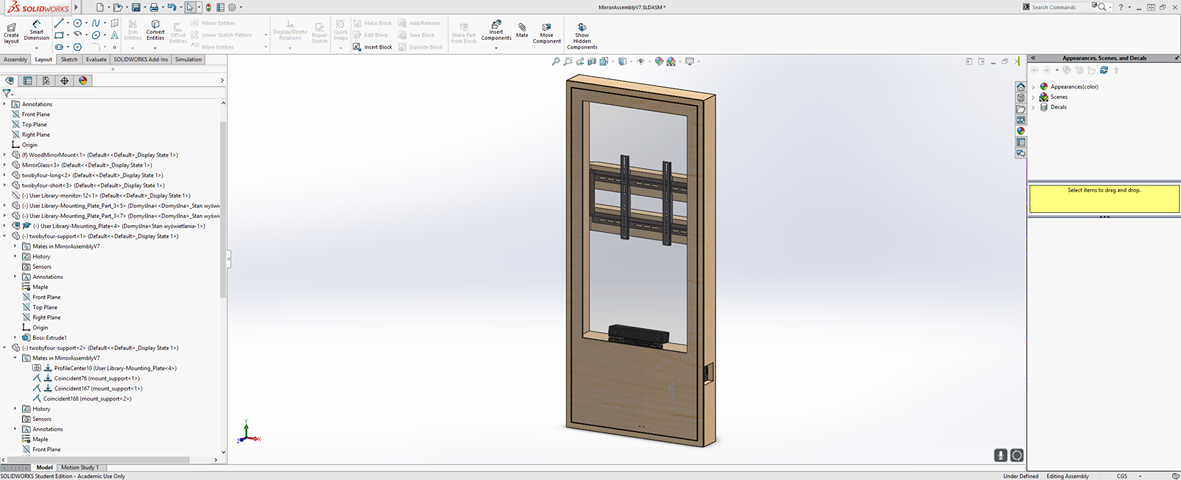 SOLIDWORKS
MirrorAssemblyV7.SLDASM *
Search Commands
Create layout
Smart Dimension
Trim Entities
Convert Entities
Offset Entities
Mirror Entities
Linear Sketch Pattern
Move Entities
Display/Delete Relations
Repair Sketch
Quick Snaps
Make Block
Edit Block
Insert Block
Add/Remove
Save Block
Explode Block
Make Part from Block
Insert Components
Mate
Move Component
Show Hidden Components
Assembly
Layout
Sketch
Evaluate
SOLIDWORKS Add-Ins
Simulation
Annotations
Front Plane
Top Plane
Right Plane
Origin
(f) WoodMirrorMount<1> (Default<<Default>_Display State 1>)
MirrorGlass<3> (Default<<Default>_Display State 1>)
twobyfour-long<2> (Default<<Default>_Display State 1>)
twobyfour-short<3> (Default<<Default>_Display State 1>)
(-) User Library-monitor-12<1> (Default<<Default>_Display State 1>)
(-) User Library-Mounting_Plate_Part_3<5> (Domyślna<<Domyślna>_Stan wyświe
(-) User Library-Mounting_Plate_Part_3<7> (Domyślna<<Domyślna>_Stan wyświe
(-) User Library-Mounting_Plate<4> (Domyślna<Stan wyświetlania-1>)
(-) twobyfour-support<1> (Default<<Default>_Display State 1>)
Mates in MirrorAssemblyV7
History
Sensors
Annotations
Maple
Front Plane
Top Plane
Right Plane
Origin
Boss-Extrude1
(-) twobyfour-support<2> (Default<<Default>_Display State 1>)
Mates in MirrorAssemblyV7
ProfileCenter10 (User Library-Mounting_Plate<4>)
Coincident76 (mount_support<1>)
Coincident167 (mount_support<1>)
Coincident168 (mount_support<2>)
History
Sensors
Annotations
Maple
Front Plane
Y
X
Z
Appearances, Scenes, and Decals
Appearances(color)
Scenes
Decals
Select items to drag and drop.
Model
Motion Study 1
SOLIDWORKS Student Edition - Academic Use Only
Under Defined
Editing Assembly
CGS